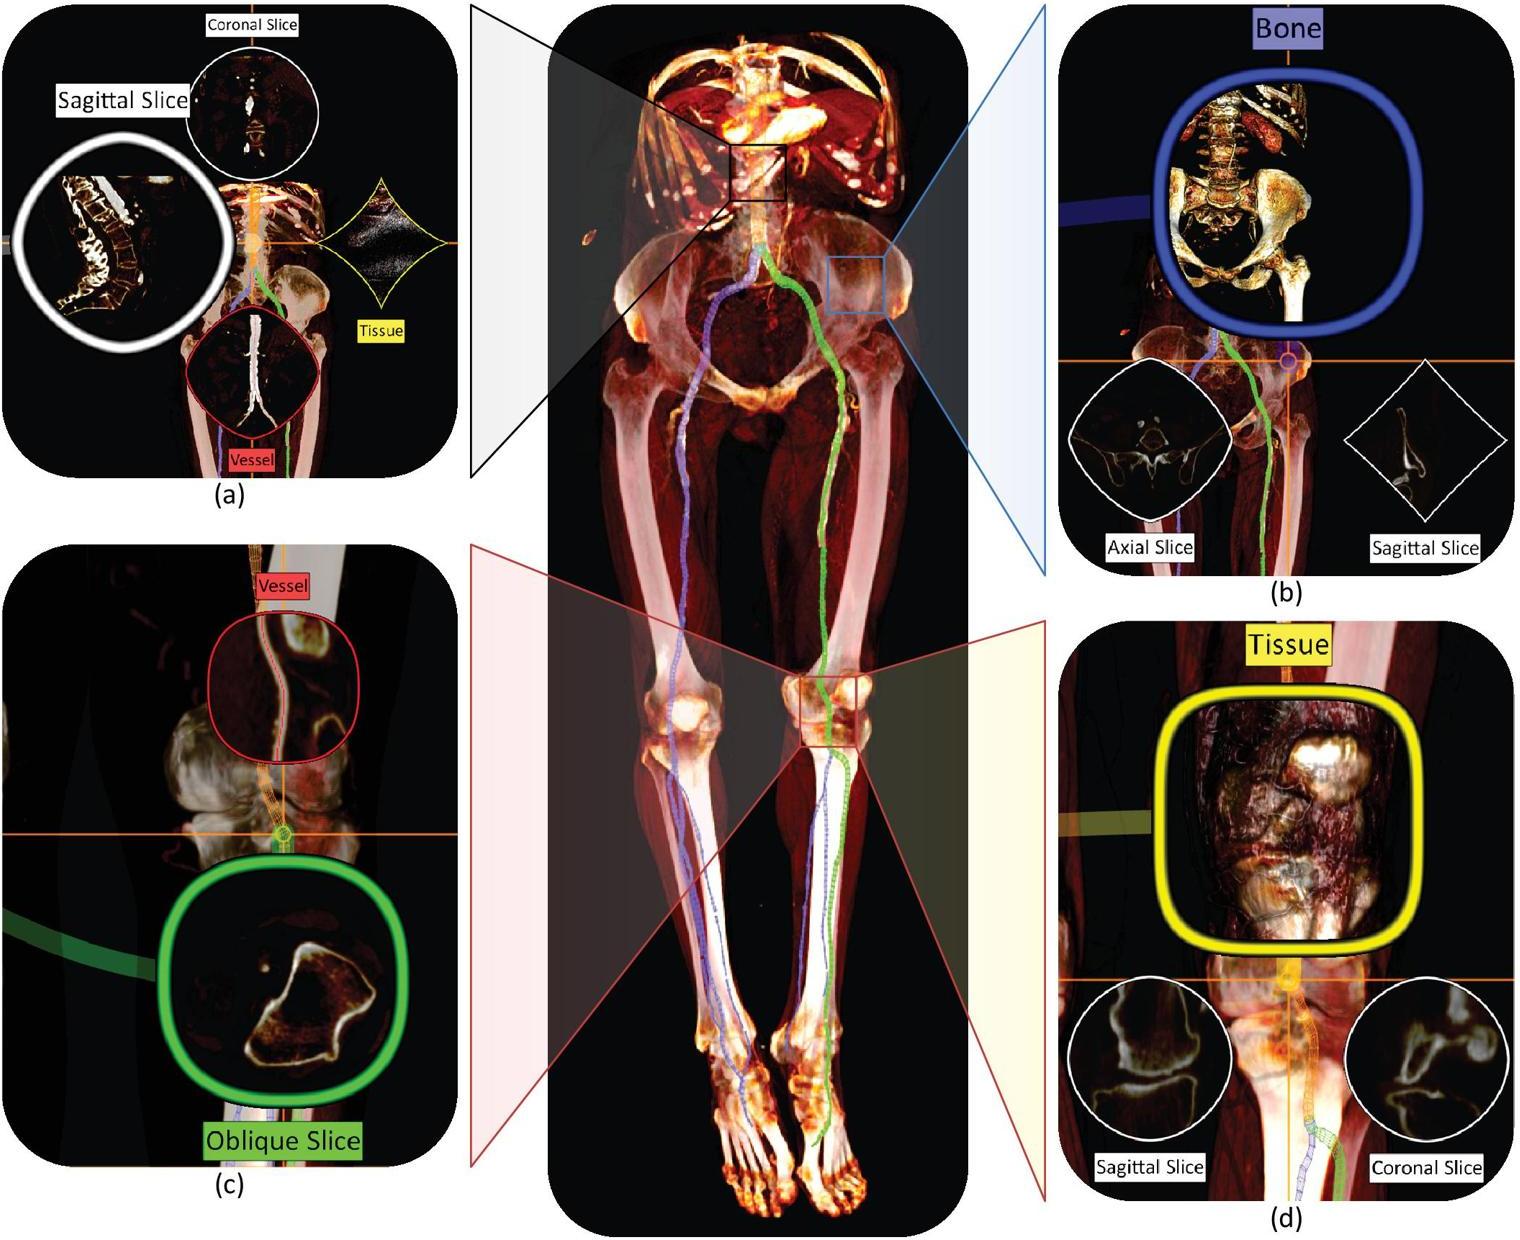 Coronal Slice
Sagittal Slice
Tissue
Vessel
(a)
Bone
Axial Slice
Sagittal Slice
(b)
Vessel
Oblique Slice
(c)
Tissue
Sagittal Slice
Coronal Slice
(d)